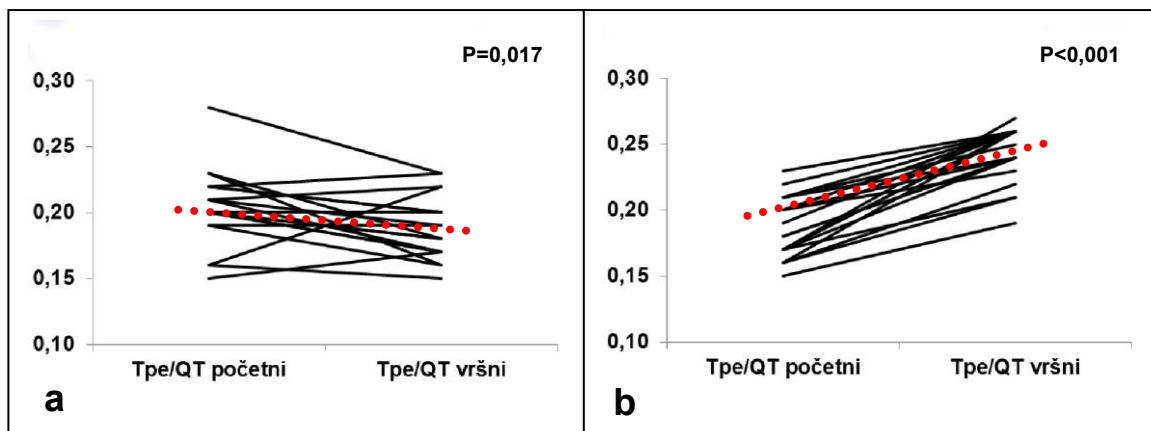 P=0,017
0,30
0,25
0,20
0,15
0,10
Tpe/QT početni Tpe/QT vršni
a
P<0,001
0,30
0,25
0,20
0,15
0,10
Tpe/QT početni Tpe/QT vršni
b